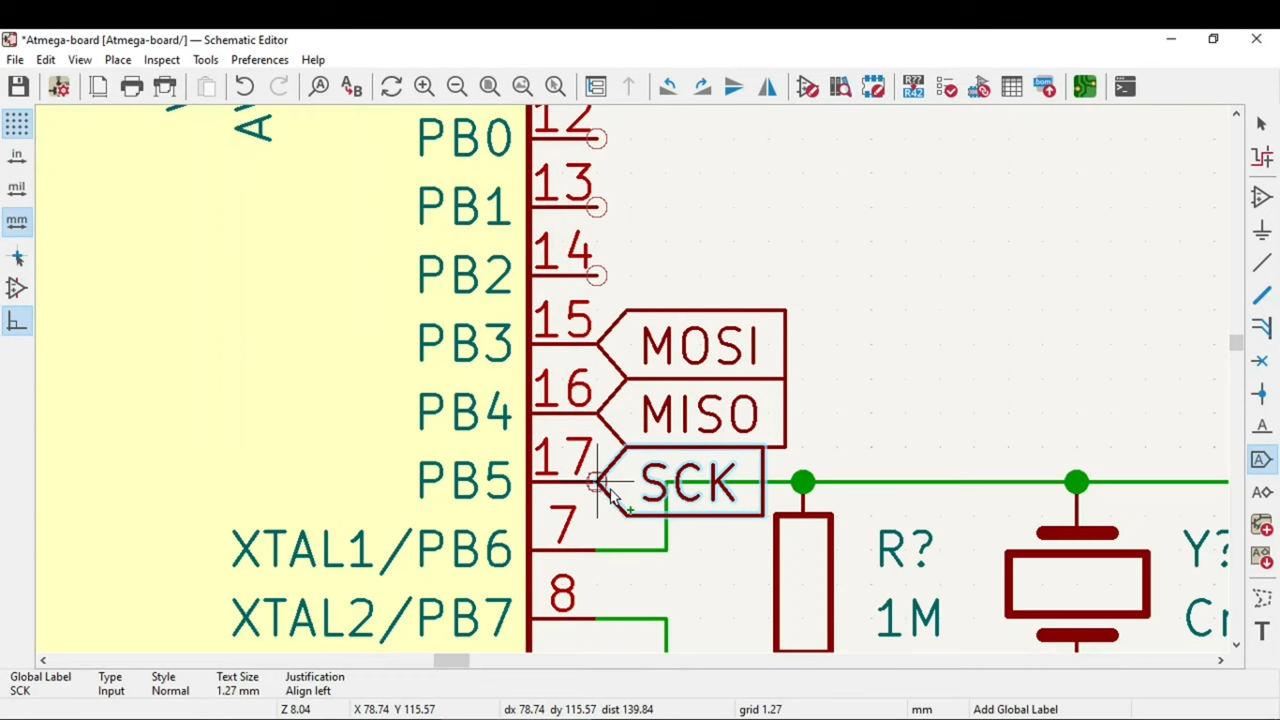 *Atmega-board [Atmega-board/] — Schematic Editor
File Edit View Place Inspect Tools Preferences Help
R??
R42
bom
in
mil
mm
A
12
PB0
13
PB1
14
PB2
15
PB3
MOSI
16
PB4
MISO
17
PB5
SCK
7
XTAL1/PB6
R?
Y?
8
XTAL2/PB7
1M
Cr
A
A
A
T
Global Label Type Style Text Size Justification
SCK Input Normal 1.27 mm Align left
Z 8.04 X 78.74 Y 115.57 dx 78.74 dy 115.57 dist 139.84 grid 1.27 mm Add Global Label